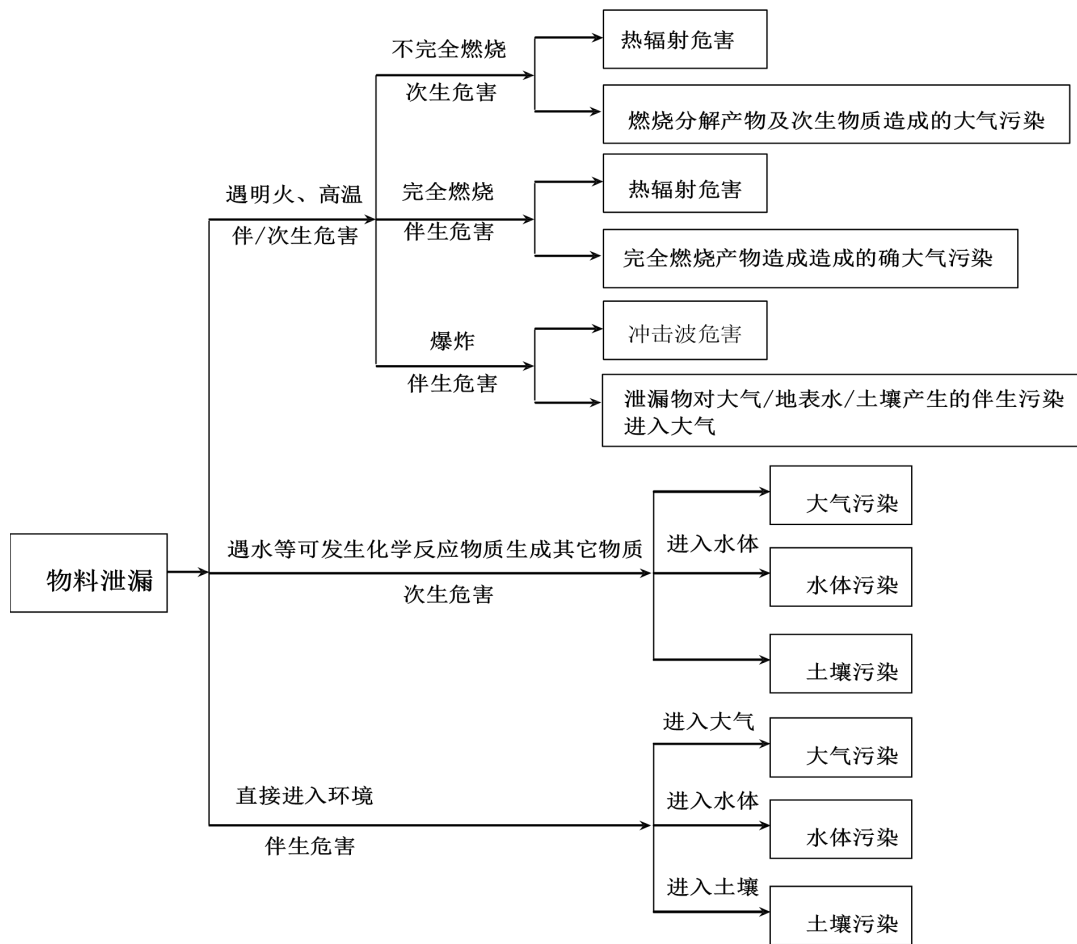 不完全燃烧
次生危害
热辐射危害
燃烧分解产物及次生物质造成的大气污染
遇明火、高温
伴/次生危害
完全燃烧
伴生危害
热辐射危害
完全燃烧产物造成造成的确大气污染
爆炸
伴生危害
冲击波危害
泄漏物对大气/地表水/土壤产生的伴生污染
进入大气
物料泄漏
遇水等可发生化学反应物质生成其它物质
次生危害
大气污染
进入水体
水体污染
土壤污染
直接进入环境
伴生危害
进入大气
大气污染
进入水体
水体污染
进入土壤
土壤污染